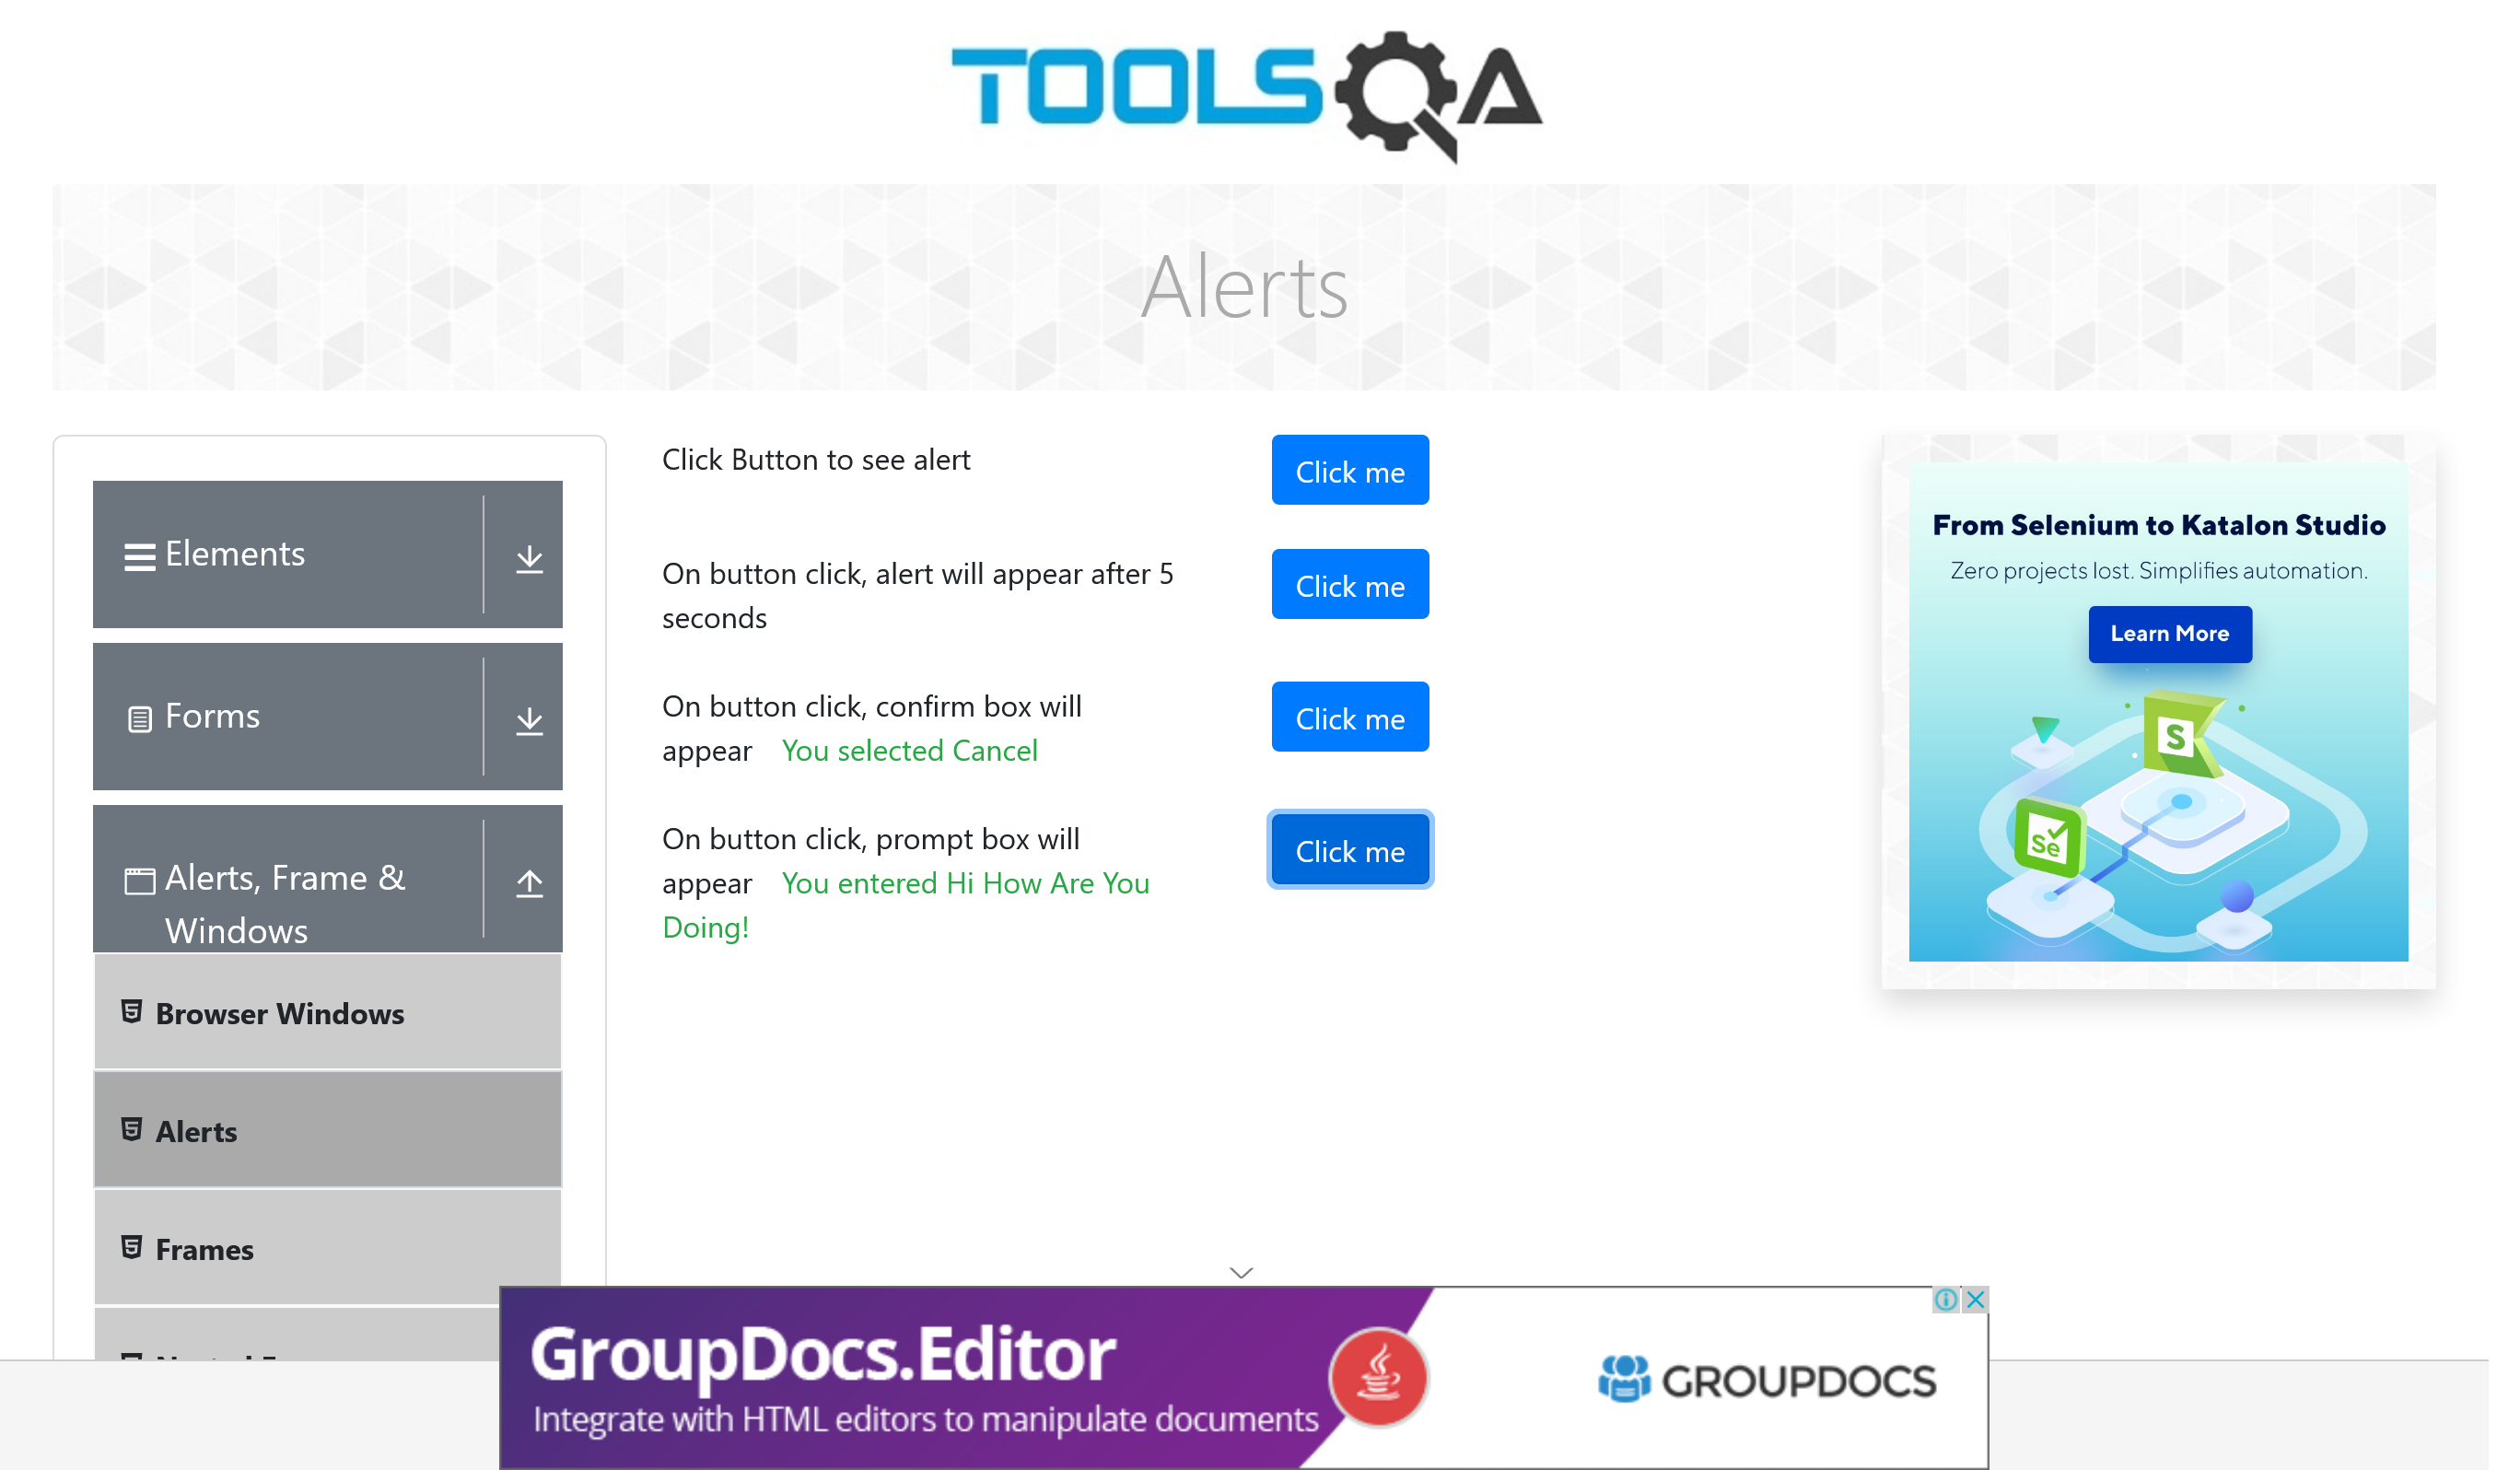 TOOLSQA
Alerts
Elements
Forms
Alerts, Frame &
Windows
Browser Windows
Alerts
Frames
Click Button to see alert
Click me
On button click, alert will appear after 5
seconds
Click me
On button click, confirm box will
appear You selected Cancel
Click me
On button click, prompt box will
appear You entered Hi How Are You
Doing!
Click me
From Selenium to Katalon Studio
Zero projects lost. Simplifies automation.
Learn More
S
Se
GroupDocs.Editor
Integrate with HTML editors to manipulate documents
GROUPDOCS